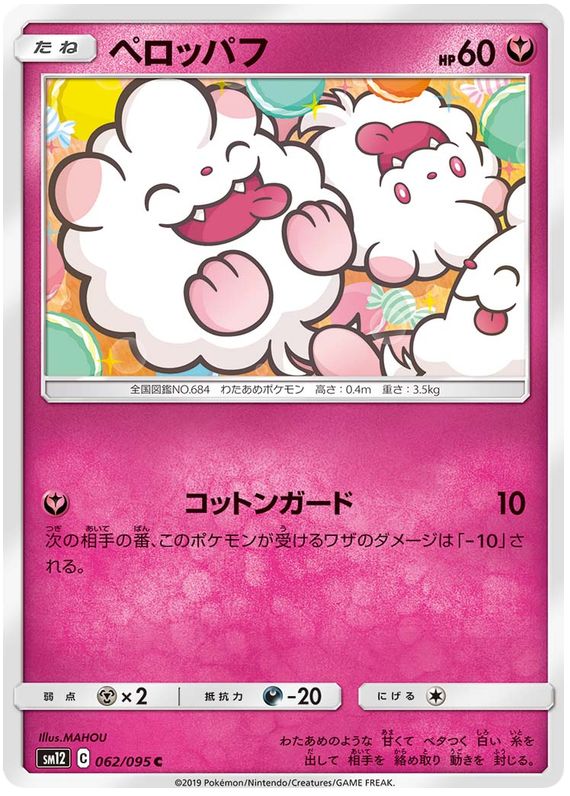 たね ペロッパフ HP60
全国図鑑NO.684 わたあめポケモン 高さ:0.4m 重さ:3.5kg
コットンガード 10
次の相手の番、このポケモンが受けるワザのダメージは「-10」さ
れる。
弱点 ×2 抵抗力 -20 にげる
Illus.MAHOU
わたあめのような 甘くて ベタつく 白い 糸を
出して 相手を 絡め取り 動きを 封じる。
sm12 C 062/095 C
©2019 Pokémon/Nintendo/Creatures/GAME FREAK.